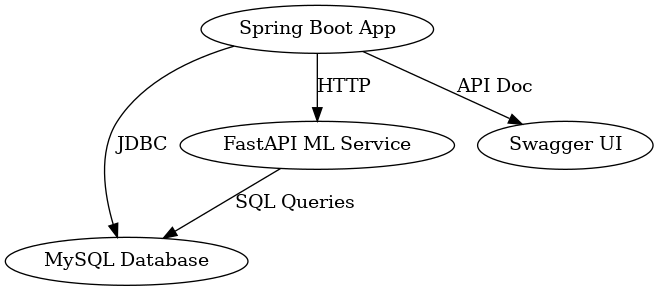 Spring Boot App
HTTP
API Doc
JDBC
FastAPI ML Service
Swagger UI
SQL Queries
MySQL Database